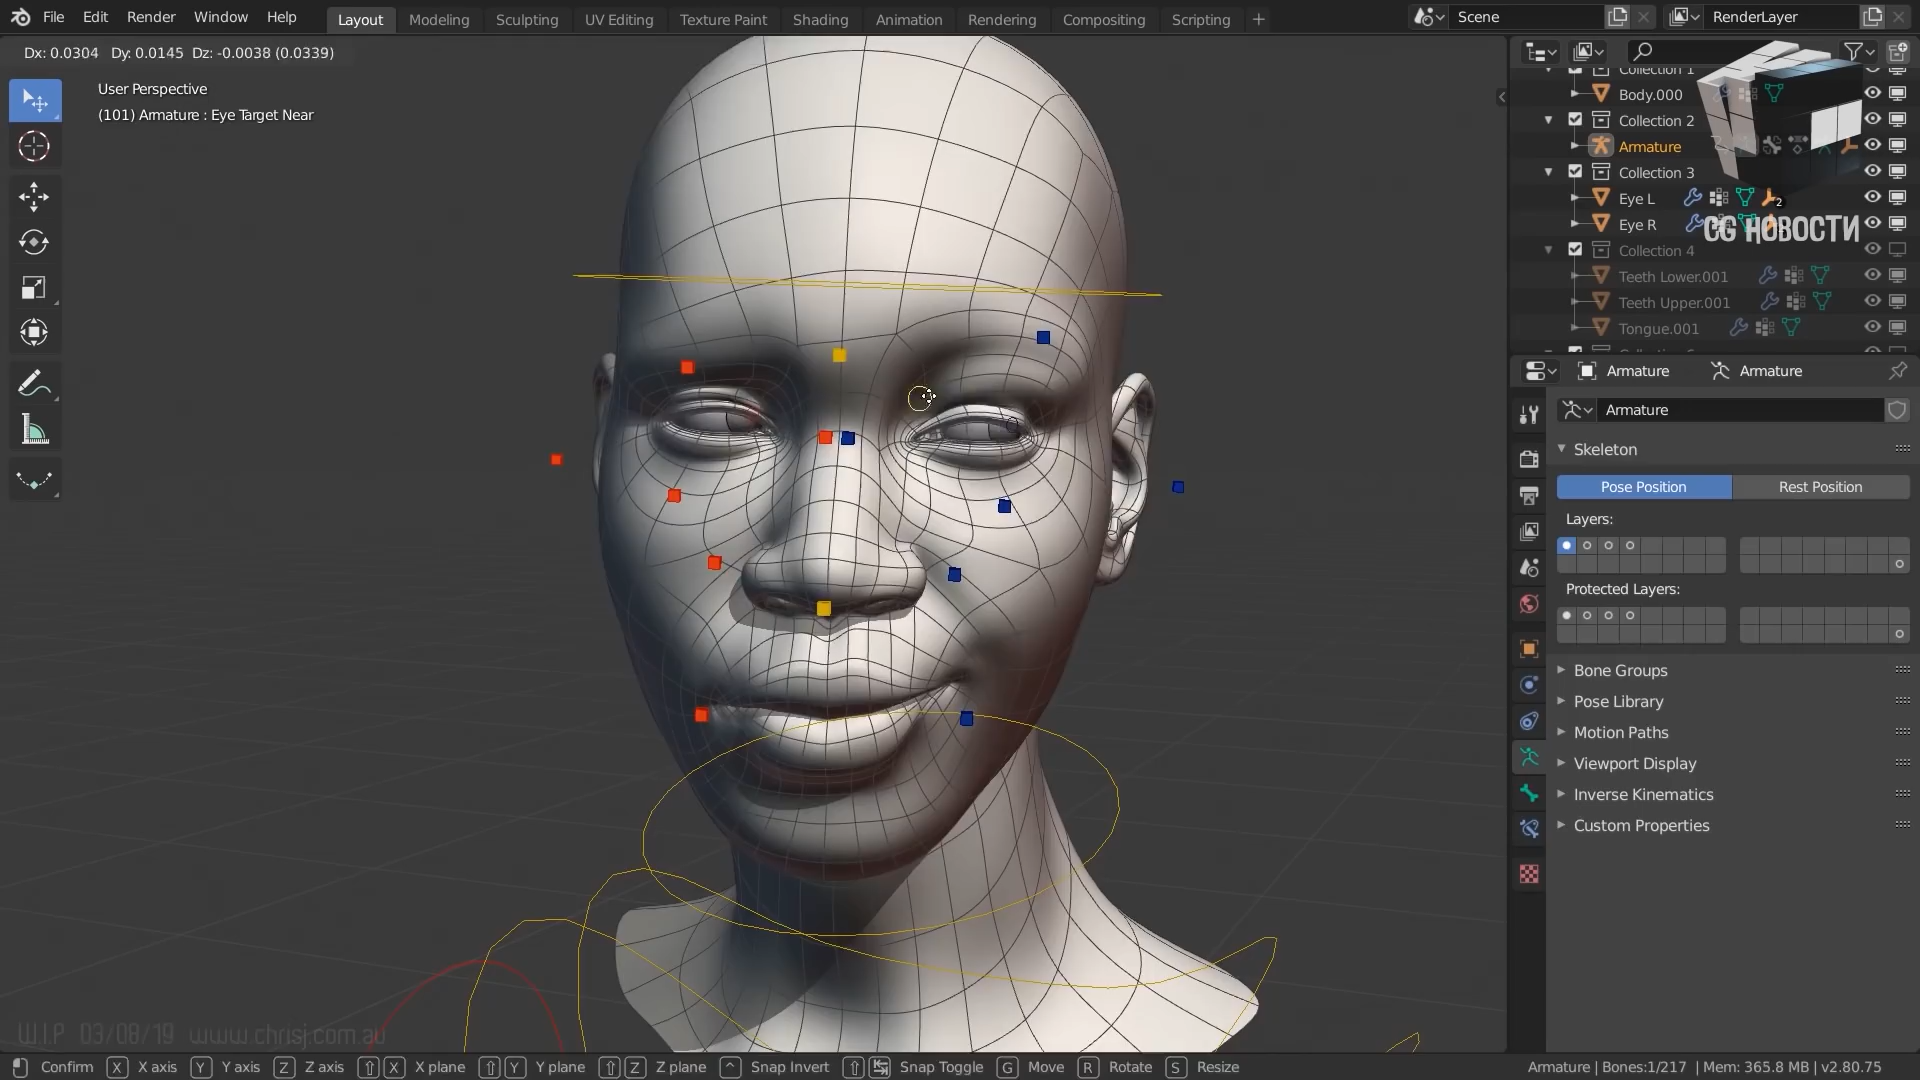 File Edit Render Window Help Layout Modeling Sculpting UV Editing Texture Paint Shading Animation Rendering Compositing Scripting + Scene RenderLayer
Dx: 0.0304 Dy: 0.0145 Dz: -0.0038 (0.0339)
User Perspective
(101) Armature : Eye Target Near
Collection 1
Body.000
Collection 2
Armature
Collection 3
Eye L 2
Eye R
CG НОВОСТИ
Collection 4
Teeth Lower.001
Teeth Upper.001
Tongue.001
Armature Armature
Armature
Skeleton
Pose Position Rest Position
Layers:
Protected Layers:
Bone Groups
Pose Library
Motion Paths
Viewport Display
Inverse Kinematics
Custom Properties
W.I.P 03/08/19 www.chrisj.com.au
Confirm X X axis Y Y axis Z Z axis X X plane Y Y plane Z Z plane ^ Snap Invert Snap Toggle G Move R Rotate S Resize Armature | Bones:1/217 | Mem: 365.8 MB | v2.80.75